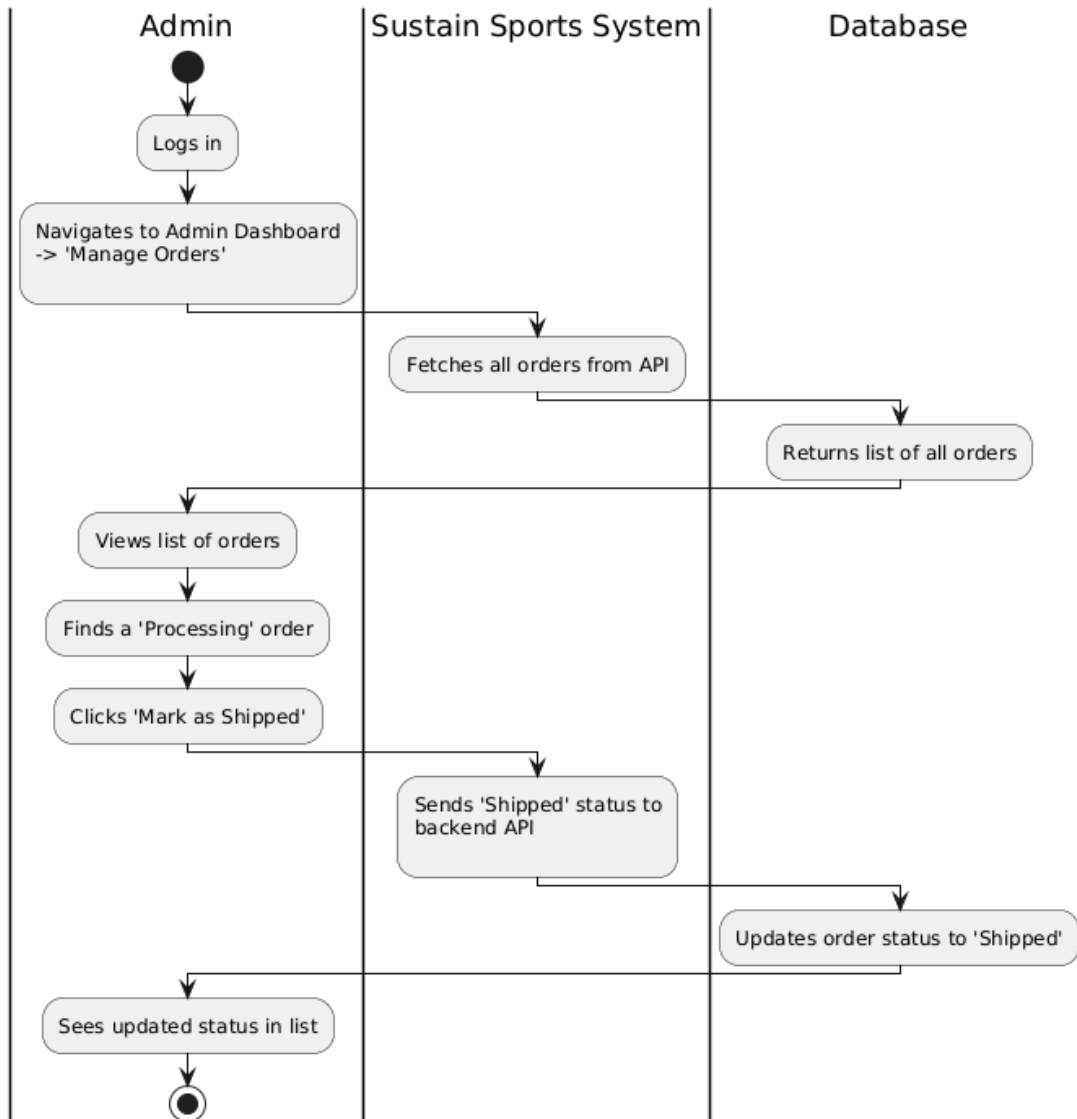 Admin
Sustain Sports System
Database
Logs in
Navigates to Admin Dashboard
-> 'Manage Orders'
Fetches all orders from API
Returns list of all orders
Views list of orders
Finds a 'Processing' order
Clicks 'Mark as Shipped'
Sends 'Shipped' status to
backend API
Updates order status to 'Shipped'
Sees updated status in list